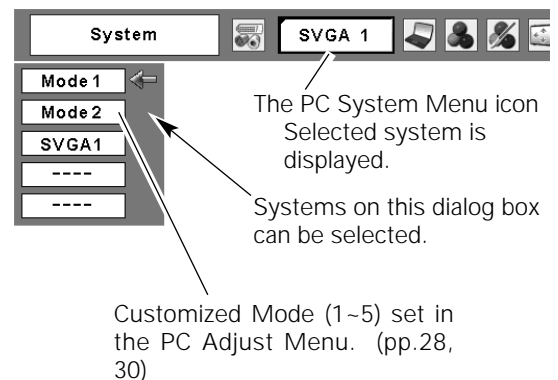 System
SVGA 1
Mode 1
Mode 2
SVGA1
----
----
The PC System Menu icon
Selected system is
displayed.
Systems on this dialog box
can be selected.
Customized Mode (1~5) set in
the PC Adjust Menu. (pp.28,
30)